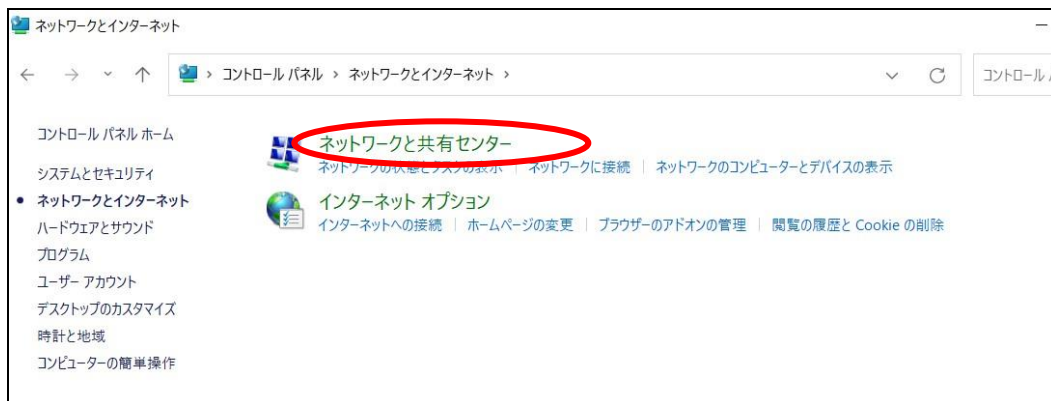 ネットワークとインターネット
コントロール パネル › ネットワークとインターネット ›
コントロール
コントロール パネル ホーム
システムとセキュリティ
• ネットワークとインターネット
ハードウェアとサウンド
プログラム
ユーザー アカウント
デスクトップのカスタマイズ
時計と地域
コンピューターの簡単操作
ネットワークと共有センター
ネットワークの状態とタスクの表示 | ネットワークに接続 | ネットワークのコンピューターとデバイスの表示
インターネット オプション
インターネットへの接続 | ホームページの変更 | ブラウザーのアドオンの管理 | 閲覧の履歴と Cookie の削除